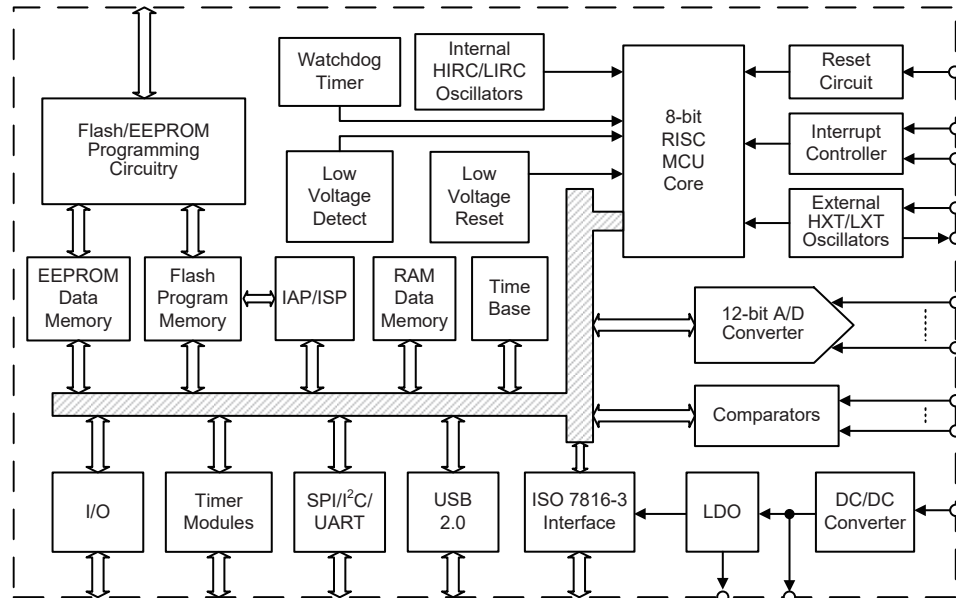 Watchdog
Timer
Internal
HIRC/LIRC
Oscillators
8-bit
RISC
MCU
Core
Reset
Circuit
Flash/EEPROM
Programming
Circuitry
Interrupt
Controller
Low
Voltage
Detect
Low
Voltage
Reset
External
HXT/LXT
Oscillators
EEPROM
Data
Memory
Flash
Program
Memory
IAP/ISP
RAM
Data
Memory
Time
Base
12-bit A/D
Converter
Comparators
I/O
Timer
Modules
SPI/I²C/
UART
USB
2.0
ISO 7816-3
Interface
LDO
DC/DC
Converter